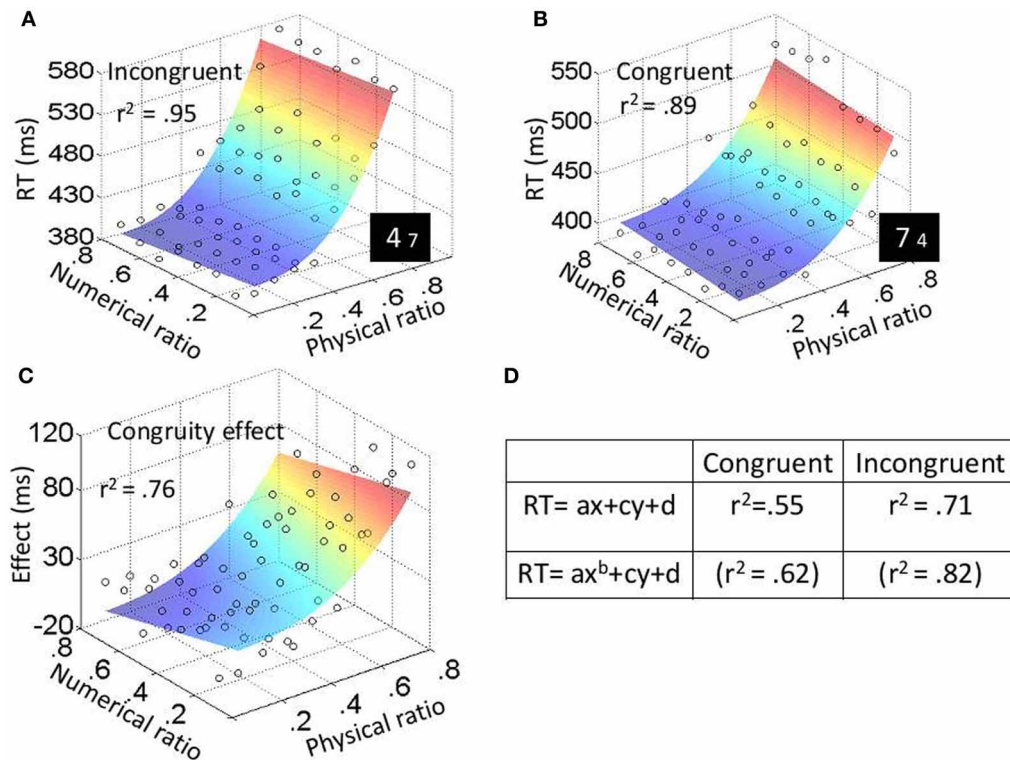 A
Incongruent
r² = .95
RT (ms)
580
530
480
430
380
.8
.6
.4
.2
Numerical ratio
.2
.4
.6
.8
Physical ratio
4 7
B
Congruent
r² = .89
RT (ms)
550
500
450
400
8
6
4
2
Numerical ratio
.2
.4
.6
.8
Physical ratio
7 4
C
Congruity effect
r² = .76
Effect (ms)
120
80
30
-20
.8
.6
.4
.2
Numerical ratio
.2
.4
.6
.8
Physical ratio
D
Congruent Incongruent
RT= ax+cy+d r²=.55 r² = .71
RT= axᵇ+cy+d (r² = .62) (r² = .82)